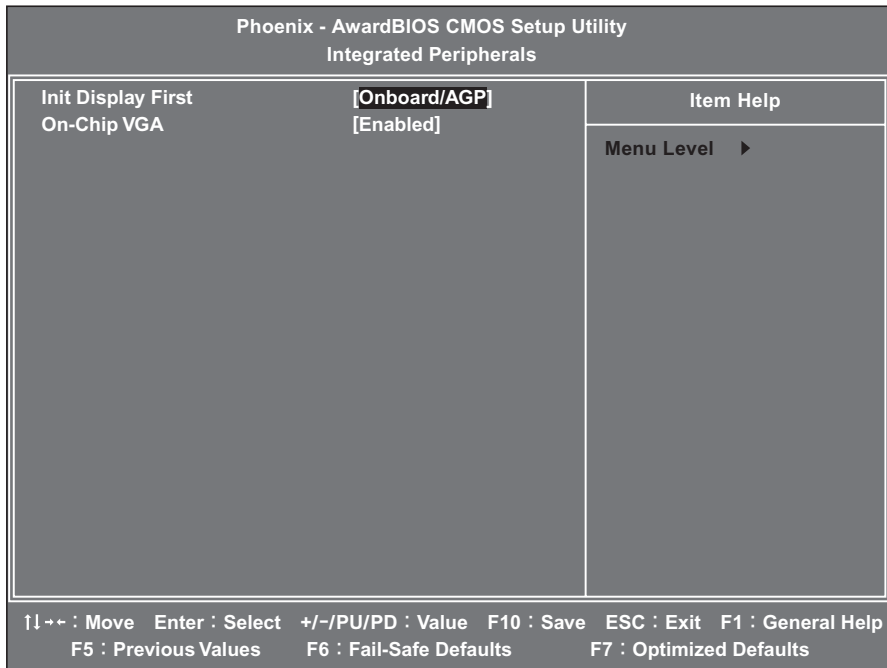 Phoenix - AwardBIOS CMOS Setup Utility
Integrated Peripherals
Init Display First [Onboard/AGP]
On-Chip VGA [Enabled]
Item Help
Menu Level ▶
↑↓→←：Move Enter：Select +/-/PU/PD：Value F10：Save ESC：Exit F1：General Help
F5：Previous Values F6：Fail-Safe Defaults F7：Optimized Defaults